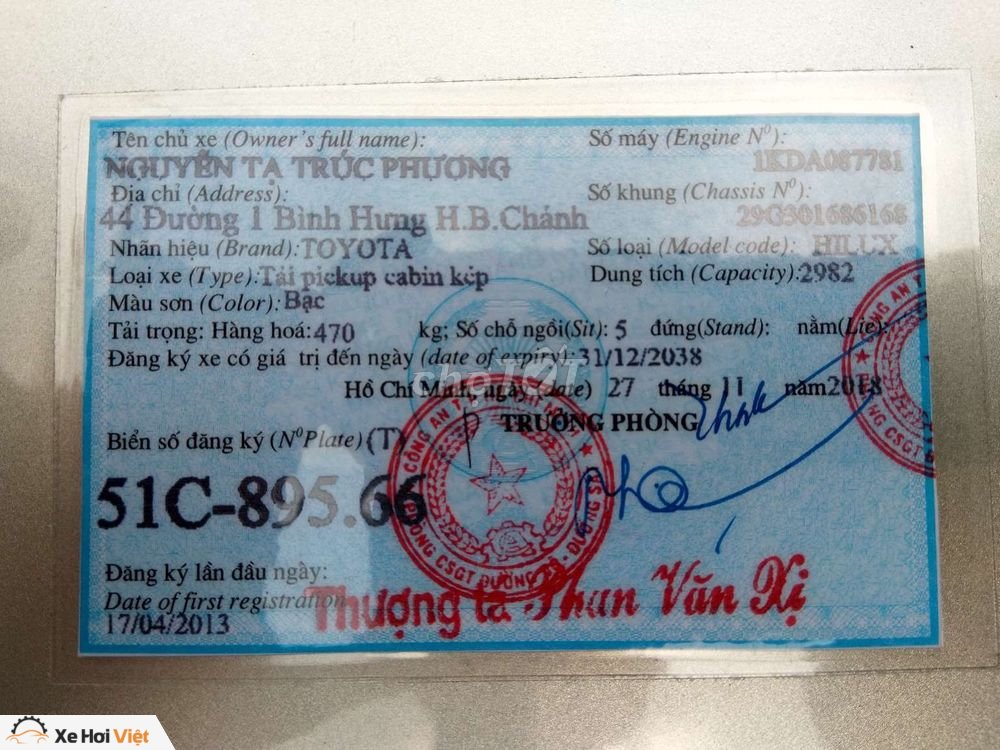 Tên chủ xe (Owner's full name):
NGUYỄN TẠ TRÚC PHƯƠNG
Số máy (Engine Nº):
1KDA087781
Địa chỉ (Address):
44 Đường 1 Bình Hưng H.B.Chánh
Số khung (Chassis Nº):
29G301686168
Nhãn hiệu (Brand): TOYOTA
Số loại (Model code): HILUX
Loại xe (Type): Tải pickup cabin kép
Dung tích (Capacity): 2982
Màu sơn (Color): Bạc
Tải trọng: Hàng hoá: 470 kg; Số chỗ ngồi(Sit): 5 đứng(Stand): nằm(Lie):
Đăng ký xe có giá trị đến ngày (date of expiry): 31/12/2038
chợTỐT
Hồ Chí Minh, ngày (date) 27 tháng 11 năm 2018
TRƯỞNG PHÒNG
Biển số đăng ký (NºPlate) (T)
51C-895.66
Đăng ký lần đầu ngày:
Date of first registration
17/04/2013
Thượng tá Phan Văn Xị
Xe Hơi Việt